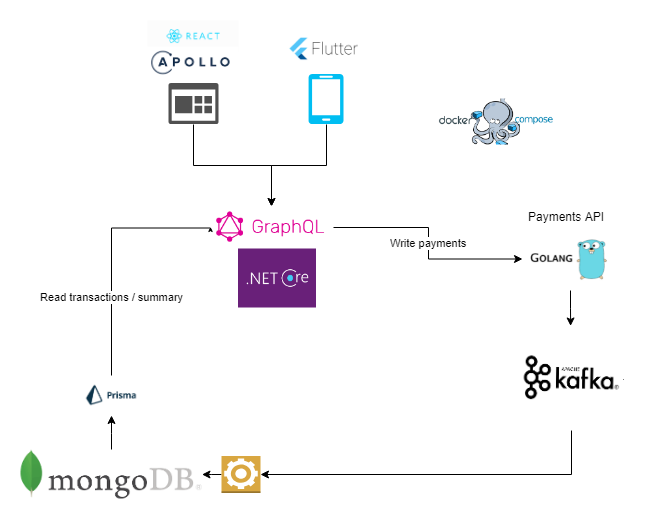 REACT
APOLLO
Flutter
docker
compose
GraphQL
.NET Core
Write payments
Payments API
GOLANG
Read transactions / summary
APACHE
kafka®
Prisma
mongoDB®